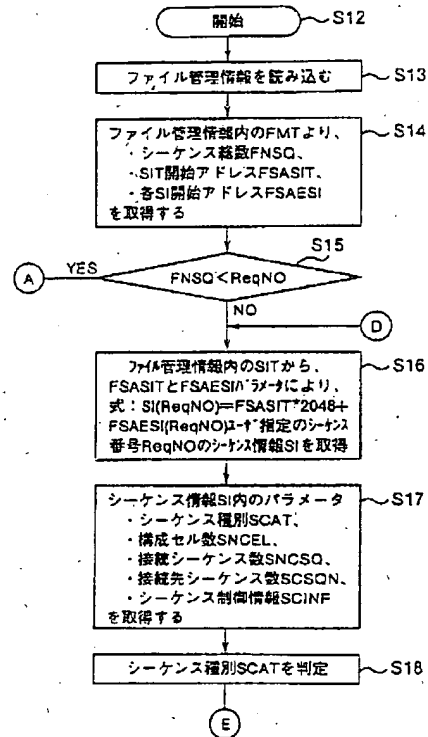 開始
S12
ファイル管理情報を読み込む
S13
ファイル管理情報内のFMTより、
・シーケンス総数FNSQ、
・SIT開始アドレスFSASIT、
・各SI開始アドレスFSAESI
を取得する
S14
S15
FNSQ<ReqNO
YES
A
NO
D
ファイル管理情報内のSITから、
FSASITとFSAESIパラメータにより、
式：SI(ReqNO)=FSASIT*2048+
FSAESI(ReqNO)ユーザ指定のシーケンス
番号ReqNOのシーケンス情報SIを取得
S16
シーケンス情報SI内のパラメータ
・シーケンス種別SCAT、
・構成セル数SNCEL、
・接続シーケンス数SNCSQ、
・接続先シーケンス数SCSQN、
・シーケンス制御情報SCINF
を取得する
S17
シーケンス種別SCATを判定
S18
E